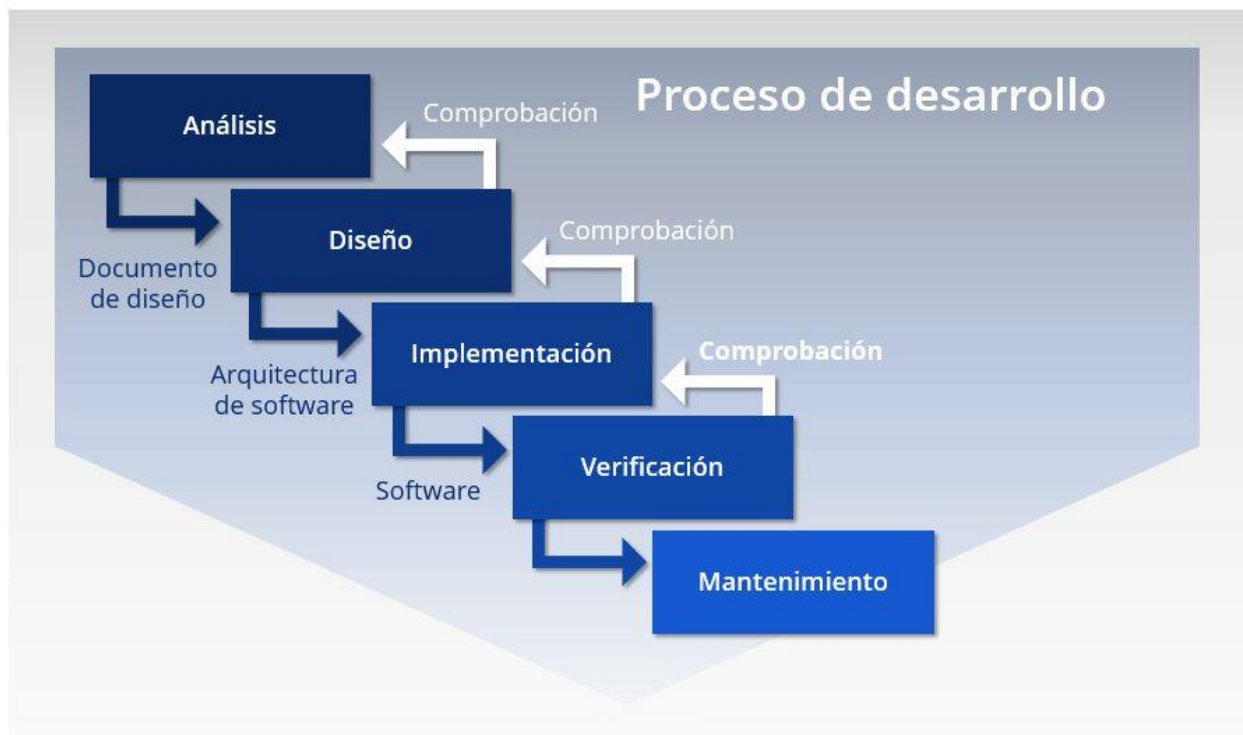 Proceso de desarrollo
Análisis
Comprobación
Diseño
Comprobación
Documento
de diseño
Implementación
Comprobación
Arquitectura
de software
Verificación
Software
Mantenimiento